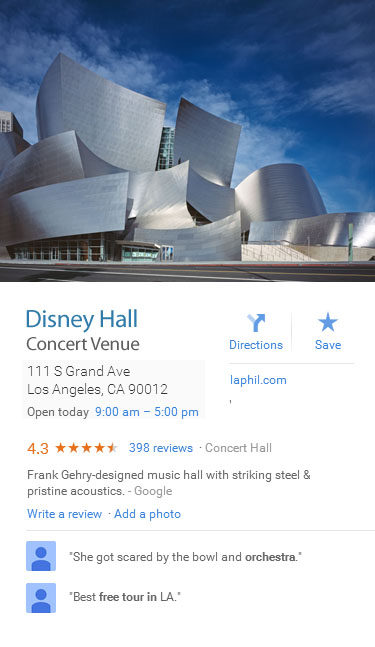 Disney Hall
Concert Venue
111 S Grand Ave
Los Angeles, CA 90012
Open today 9:00 am – 5:00 pm
Directions
Save
laphil.com
4.3 ★★★★★ 398 reviews · Concert Hall
Frank Gehry-designed music hall with striking steel &
pristine acoustics. - Google
Write a review · Add a photo
"She got scared by the bowl and orchestra."
"Best free tour in LA."